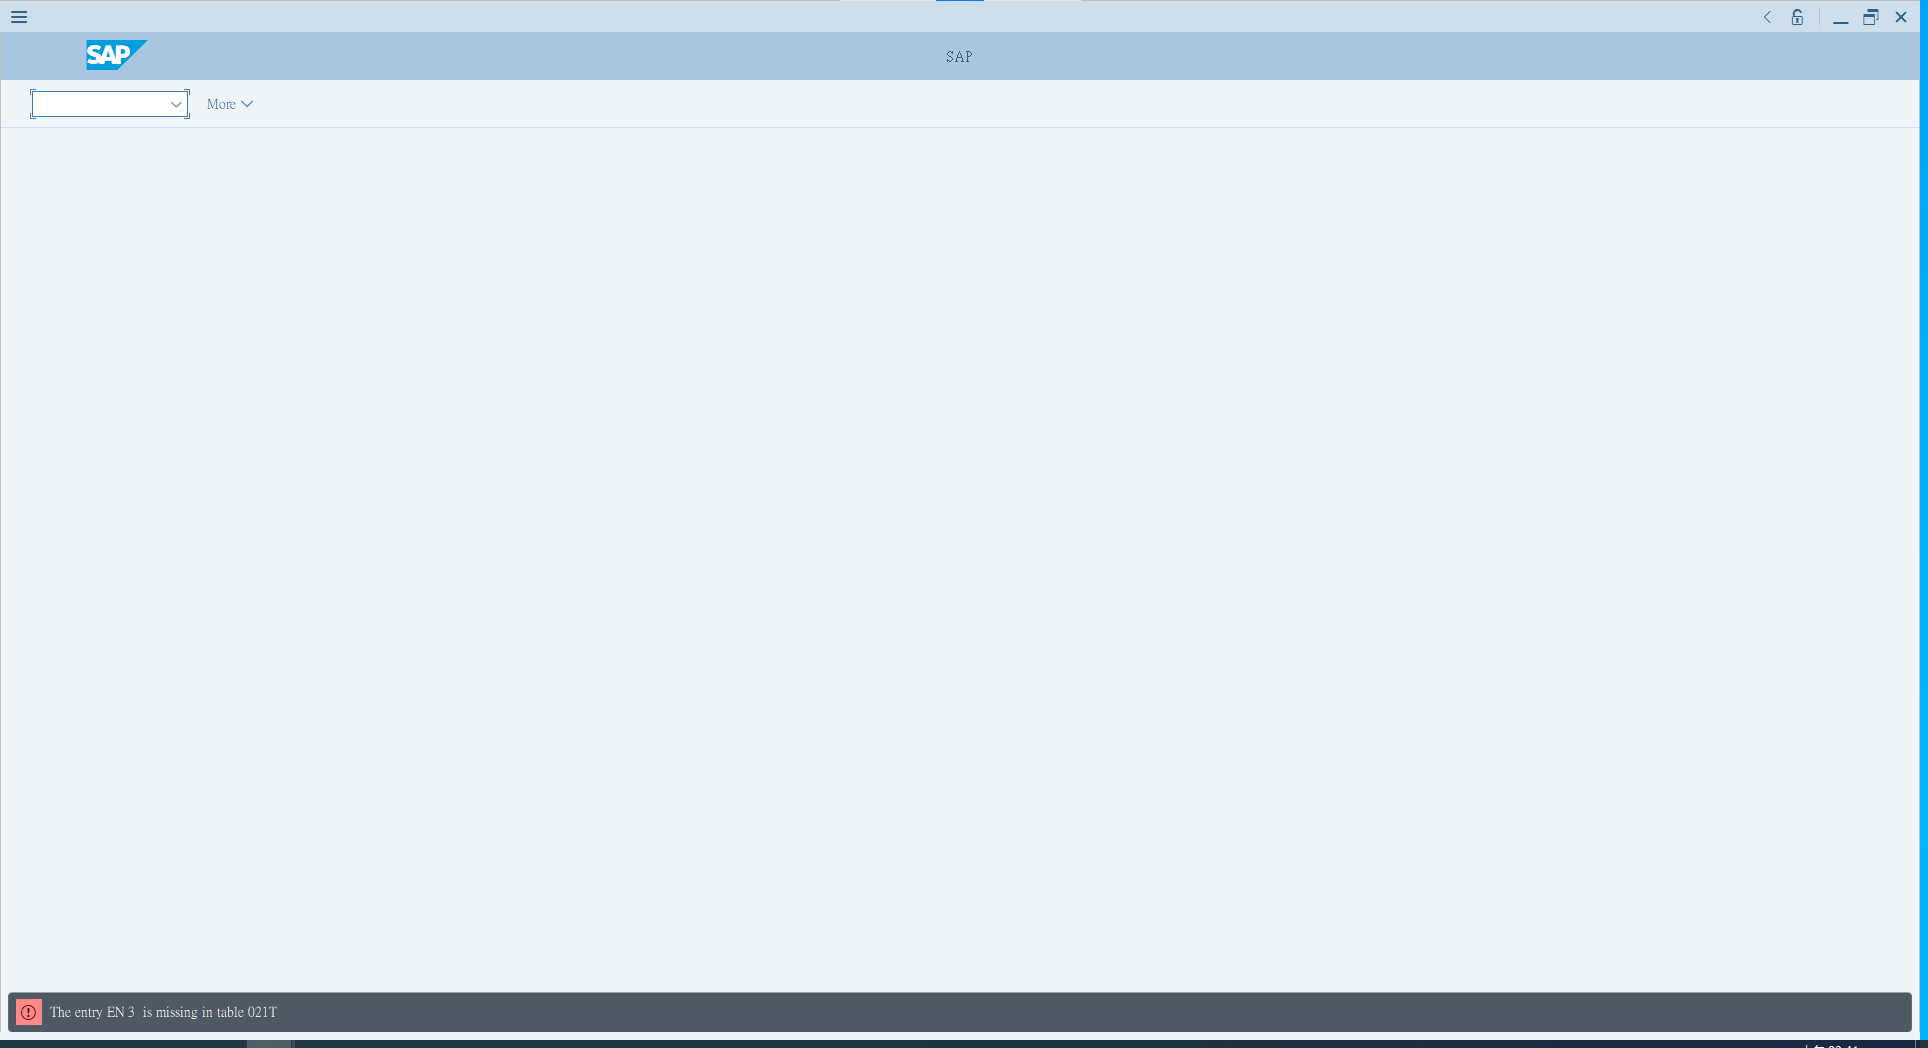 SAP
SAP
More
The entry EN 3  is missing in table 021T